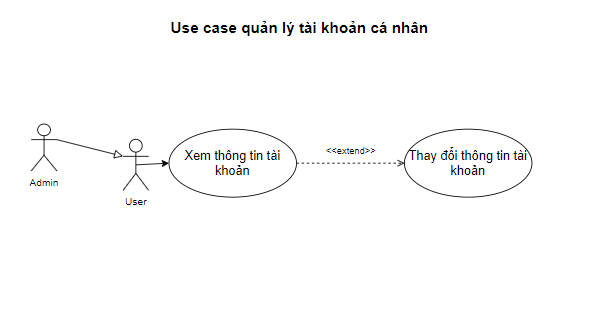 Use case quản lý tài khoản cá nhân
Xem thông tin tài
khoản
<<extend>>
Thay đổi thông tin tài
khoản
Admin
User